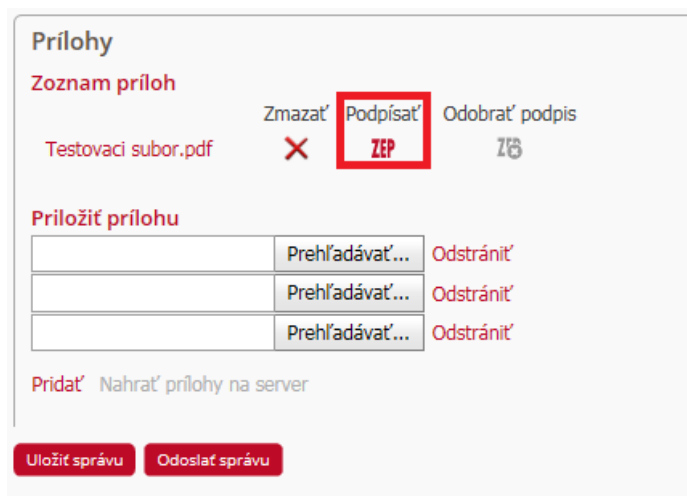 Prílohy
Zoznam príloh
Zmazať Podpísať Odobrať podpis
Testovaci subor.pdf ZEP
Priložiť prílohu
Prehľadávať... Odstrániť
Prehľadávať... Odstrániť
Prehľadávať... Odstrániť
Pridať Nahrať prílohy na server
Uložiť správu Odoslať správu